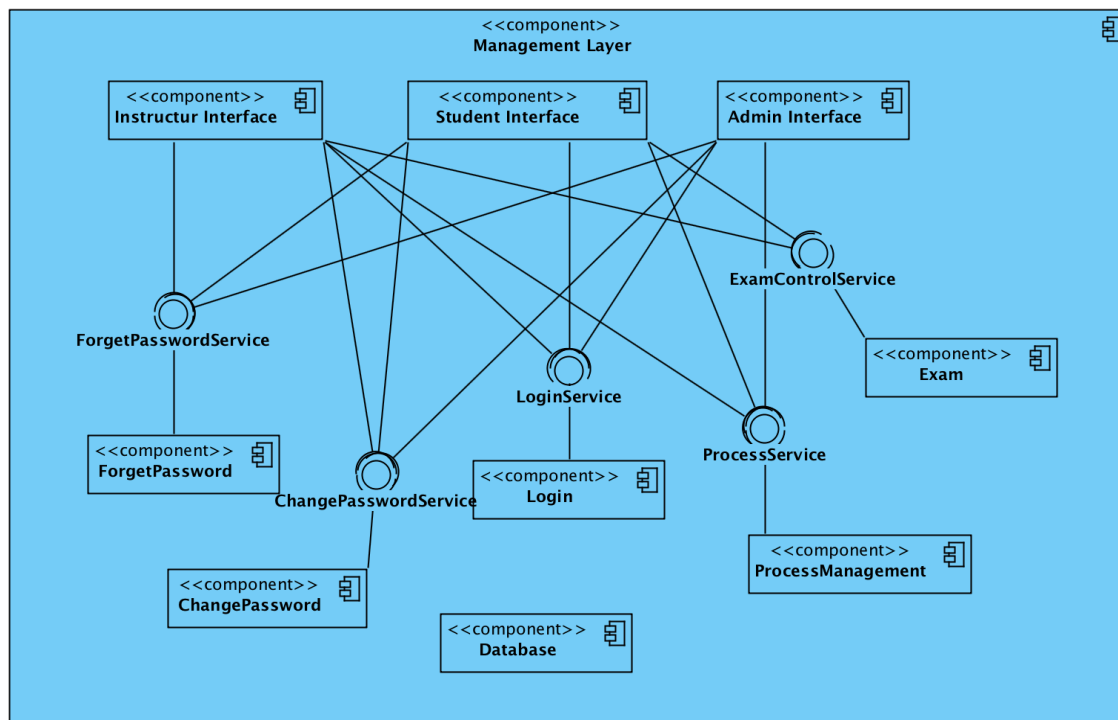 <<component>>
Management Layer
<<component>>
Instructur Interface
<<component>>
Student Interface
<<component>>
Admin Interface
ExamControlService
ForgetPasswordService
<<component>>
Exam
LoginService
<<component>>
ForgetPassword
ProcessService
ChangePasswordService
<<component>>
Login
<<component>>
ProcessManagement
<<component>>
ChangePassword
<<component>>
Database